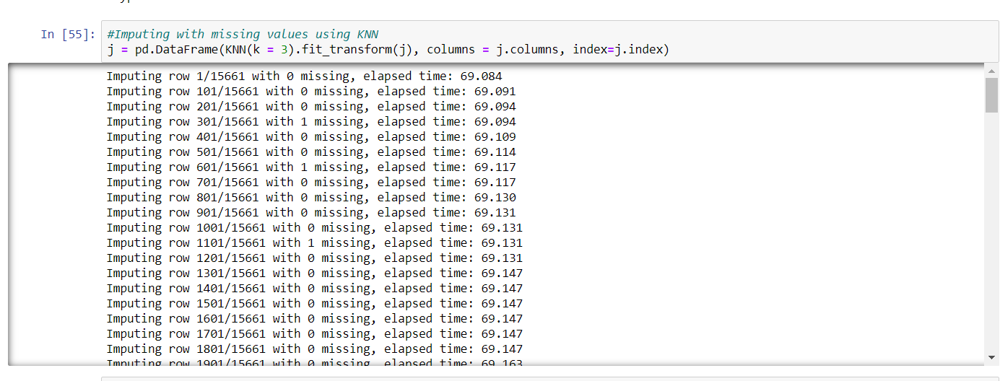 In [55]: #Imputing with missing values using KNN
j = pd.DataFrame(KNN(k = 3).fit_transform(j), columns = j.columns, index=j.index)
Imputing row 1/15661 with 0 missing, elapsed time: 69.084
Imputing row 101/15661 with 0 missing, elapsed time: 69.091
Imputing row 201/15661 with 0 missing, elapsed time: 69.094
Imputing row 301/15661 with 1 missing, elapsed time: 69.094
Imputing row 401/15661 with 0 missing, elapsed time: 69.109
Imputing row 501/15661 with 0 missing, elapsed time: 69.114
Imputing row 601/15661 with 1 missing, elapsed time: 69.117
Imputing row 701/15661 with 0 missing, elapsed time: 69.117
Imputing row 801/15661 with 0 missing, elapsed time: 69.130
Imputing row 901/15661 with 0 missing, elapsed time: 69.131
Imputing row 1001/15661 with 0 missing, elapsed time: 69.131
Imputing row 1101/15661 with 1 missing, elapsed time: 69.131
Imputing row 1201/15661 with 0 missing, elapsed time: 69.131
Imputing row 1301/15661 with 0 missing, elapsed time: 69.147
Imputing row 1401/15661 with 0 missing, elapsed time: 69.147
Imputing row 1501/15661 with 0 missing, elapsed time: 69.147
Imputing row 1601/15661 with 0 missing, elapsed time: 69.147
Imputing row 1701/15661 with 0 missing, elapsed time: 69.147
Imputing row 1801/15661 with 0 missing, elapsed time: 69.147
Imputing row 1901/15661 with 0 missing, elapsed time: 69.163